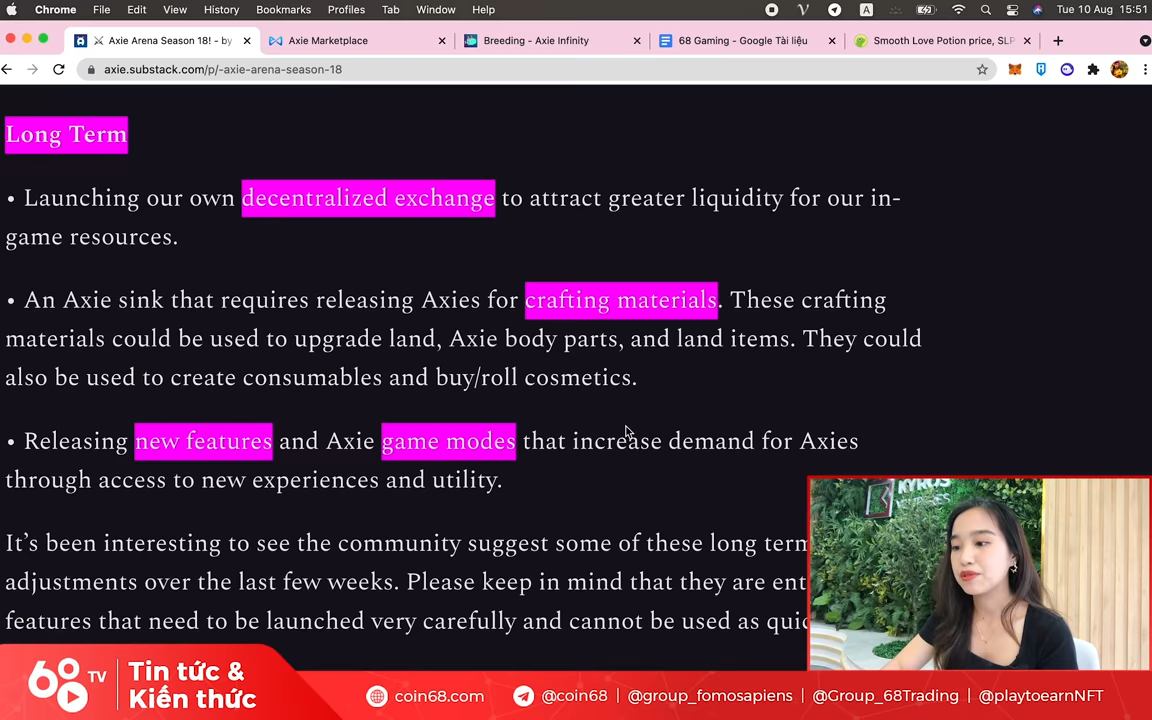 Chrome File Edit View History Bookmarks Profiles Tab Window Help
A
Tue 10 Aug 15:51
Axie Arena Season 18! - by
Axie Marketplace
Breeding - Axie Infinity
68 Gaming - Google Tài liệu
Smooth Love Potion price, SLP
axie.substack.com/p/-axie-arena-season-18
Long Term
• Launching our own decentralized exchange to attract greater liquidity for our in-
game resources.
• An Axie sink that requires releasing Axies for crafting materials. These crafting
materials could be used to upgrade land, Axie body parts, and land items. They could
also be used to create consumables and buy/roll cosmetics.
• Releasing new features and Axie game modes that increase demand for Axies
through access to new experiences and utility.
It's been interesting to see the community suggest some of these long term
adjustments over the last few weeks. Please keep in mind that they are ent
features that need to be launched very carefully and cannot be used as quic
KYROS
68 TV
Tin tức &
Kiến thức
coin68.com
@coin68 | @group_fomosapiens | @Group_68Trading | @playtoearnNFT